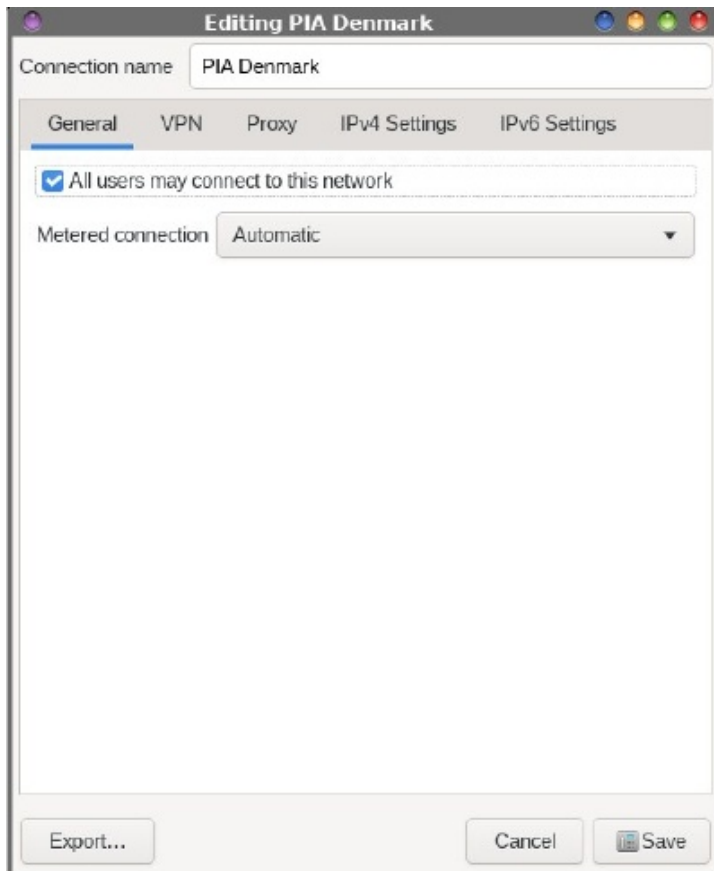 Editing PIA Denmark
Connection name PIA Denmark
General VPN Proxy IPv4 Settings IPv6 Settings
All users may connect to this network
Metered connection Automatic
Export... Cancel Save